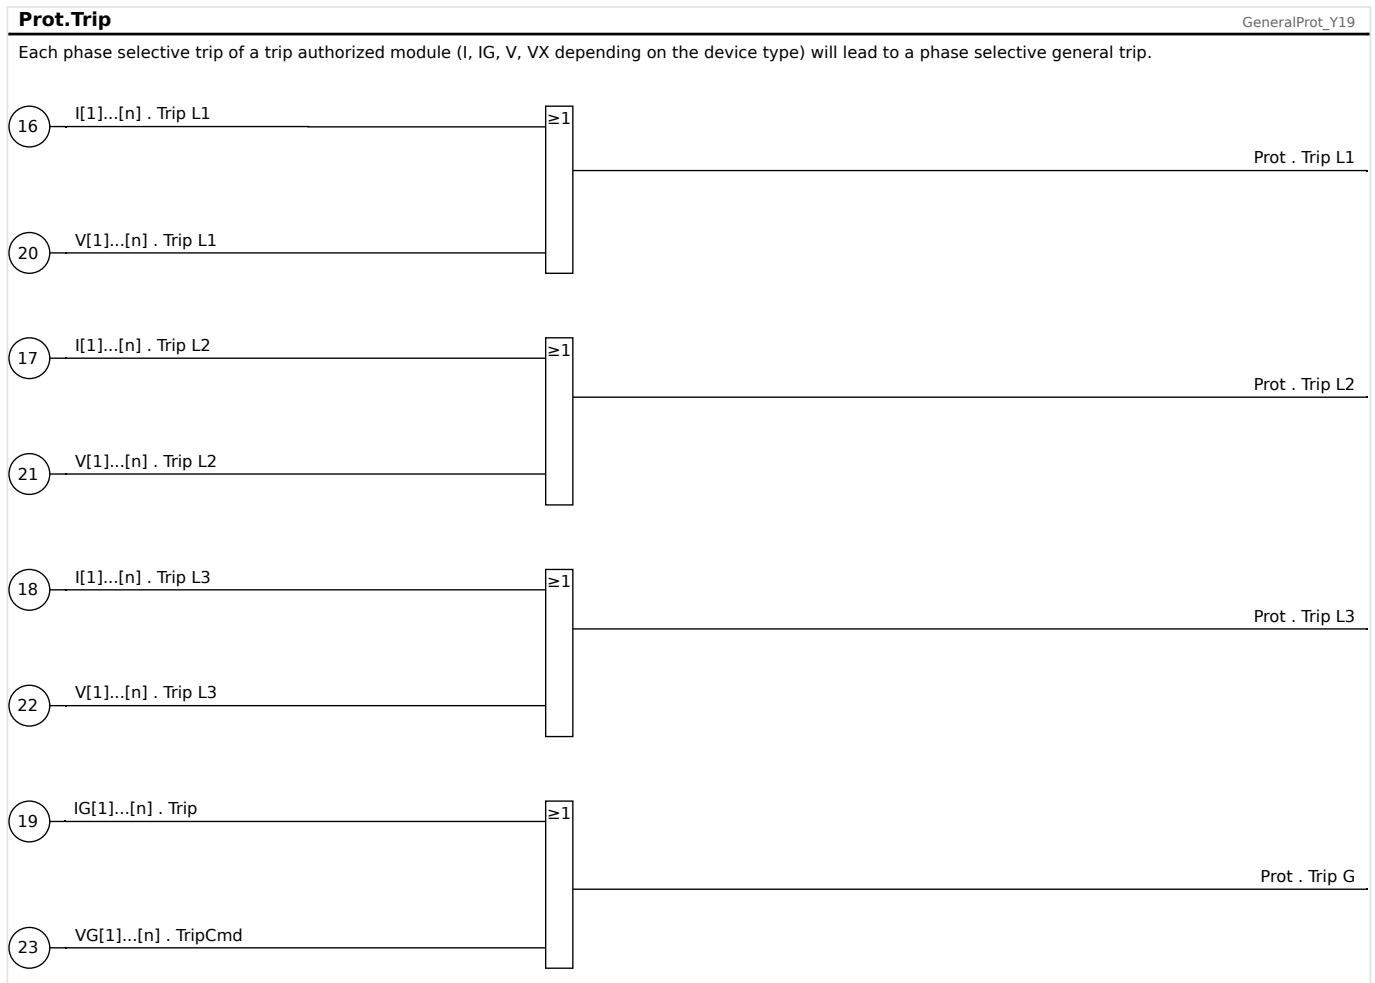 Prot.Trip
GeneralProt_Y19
Each phase selective trip of a trip authorized module (I, IG, V, VX depending on the device type) will lead to a phase selective general trip.
16
I[1]...[n] . Trip L1
≥1
Prot . Trip L1
20
V[1]...[n] . Trip L1
17
I[1]...[n] . Trip L2
≥1
Prot . Trip L2
21
V[1]...[n] . Trip L2
18
I[1]...[n] . Trip L3
≥1
Prot . Trip L3
22
V[1]...[n] . Trip L3
19
IG[1]...[n] . Trip
≥1
Prot . Trip G
23
VG[1]...[n] . TripCmd